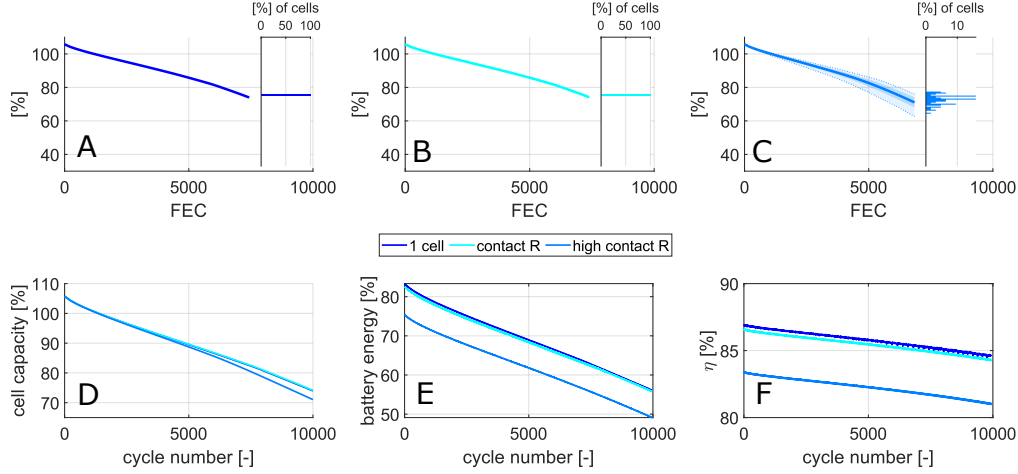 [%] of cells
[%] of cells
[%] of cells
0 50 100
0 50 100
0 10
100
80
60
40
[%]
A
0 5000 10000
FEC
100
80
60
40
[%]
B
0 5000 10000
FEC
100
80
60
40
[%]
C
0 5000 10000
FEC
1 cell contact R high contact R
110
100
90
80
70
cell capacity [%]
D
0 5000 10000
cycle number [-]
80
70
60
50
battery energy [%]
E
0 5000 10000
cycle number [-]
90
85
80
η [%]
F
0 5000 10000
cycle number [-]